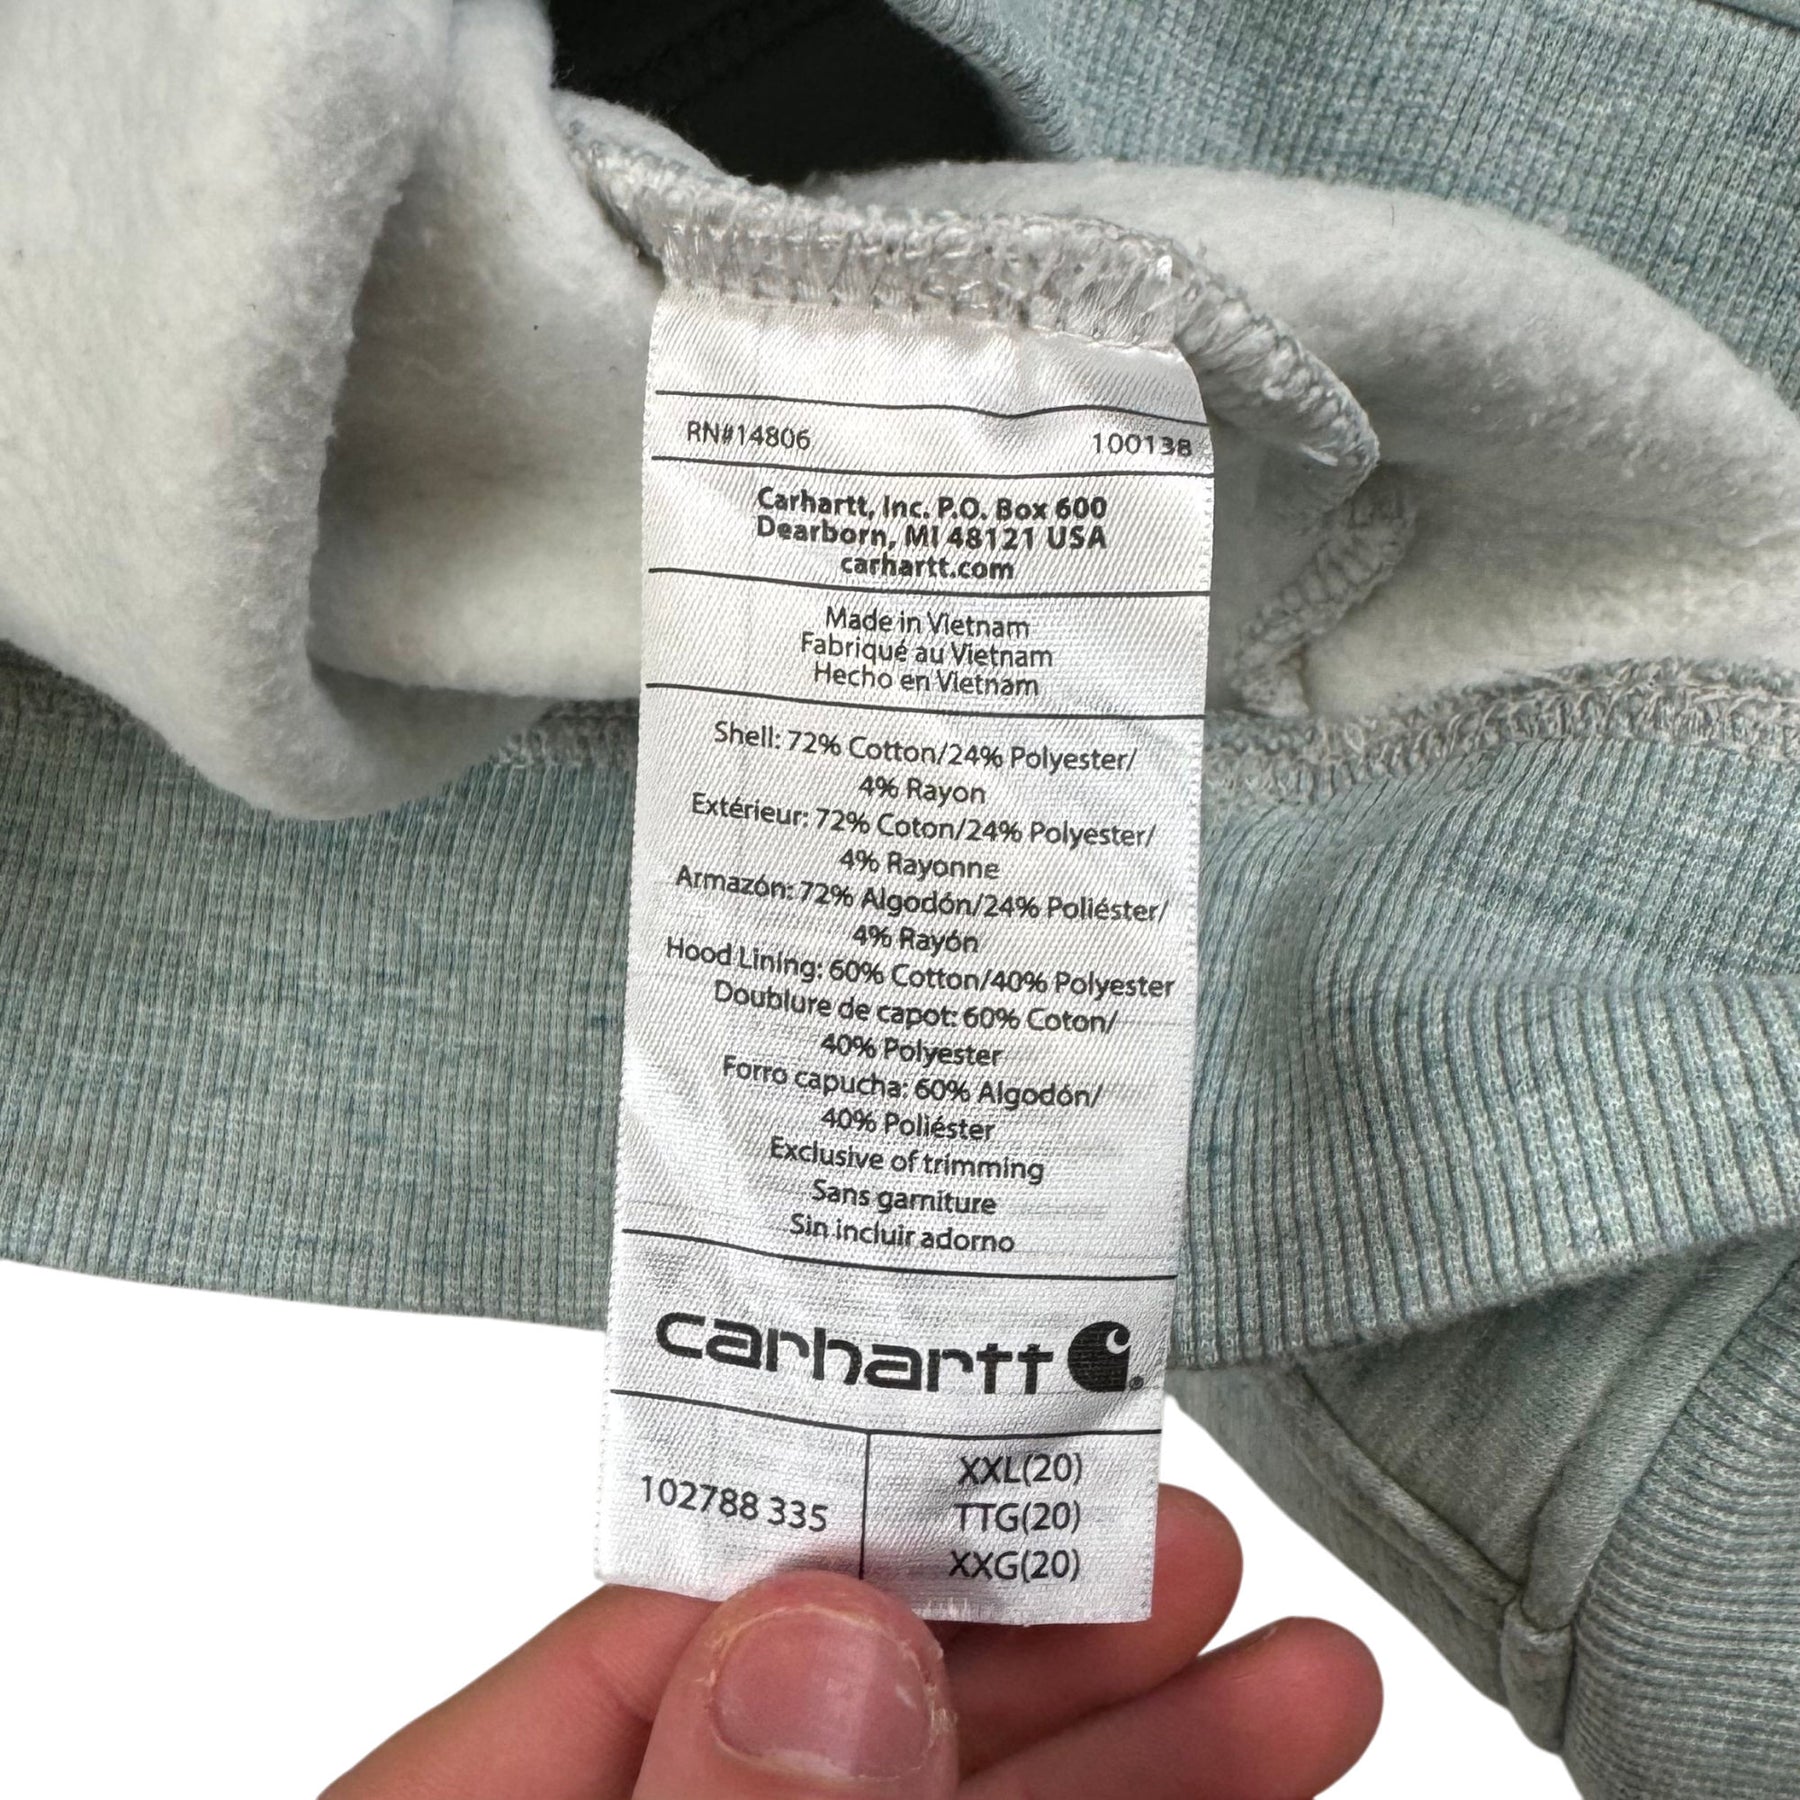 RN#14806 100138
Carhartt, Inc. P.O. Box 600
Dearborn, MI 48121 USA
carhartt.com
Made in Vietnam
Fabriqué au Vietnam
Hecho en Vietnam
Shell: 72% Cotton/24% Polyester/
4% Rayon
Extérieur: 72% Coton/24% Polyester/
4% Rayonne
Armazón: 72% Algodón/24% Poliéster/
4% Rayón
Hood Lining: 60% Cotton/40% Polyester
Doublure de capot: 60% Coton/
40% Polyester
Forro capucha: 60% Algodón/
40% Poliéster
Exclusive of trimming
Sans garniture
Sin incluir adorno
carhartt
102788 335
XXL(20)
TTG(20)
XXG(20)